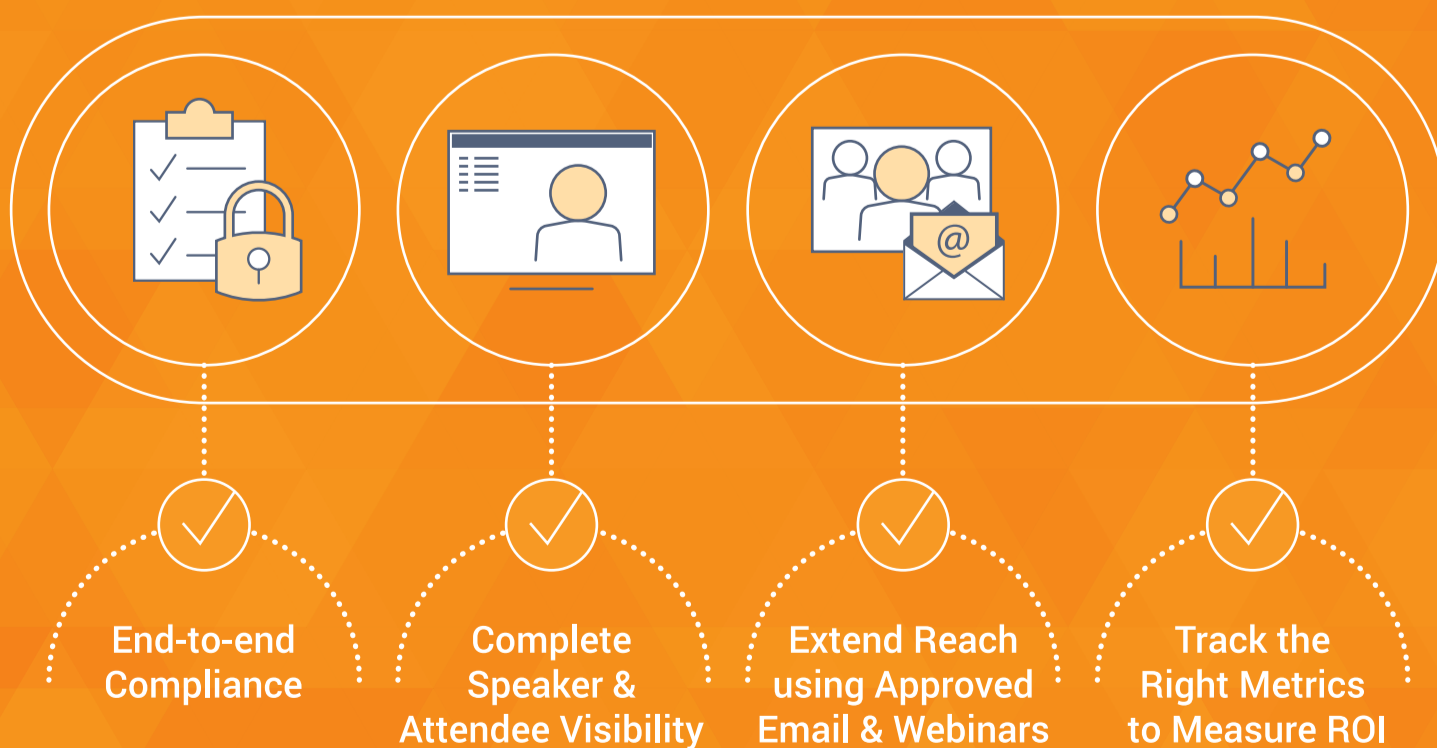 @
End-to-end
Compliance
Complete
Speaker &
Attendee Visibility
Extend Reach
using Approved
Email & Webinars
Track the
Right Metrics
to Measure ROI